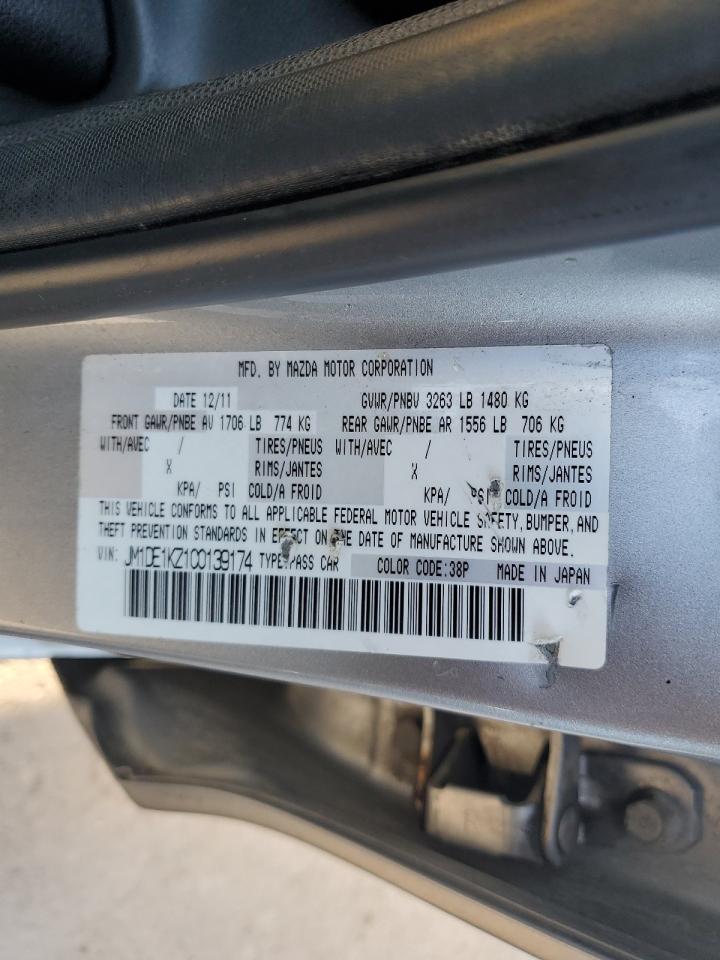 MFD. BY MAZDA MOTOR CORPORATION
DATE 12/11 GVWR/PNBV 3263 LB 1480 KG
FRONT GAWR/PNBE AV 1706 LB 774 KG REAR GAWR/PNBE AR 1556 LB 706 KG
WITH/AVEC / TIRES/PNEUS WITH/AVEC / TIRES/PNEUS
X RIMS/JANTES X RIMS/JANTES
KPA/ PSI COLD/A FROID KPA/ PSI COLD/A FROID
THIS VEHICLE CONFORMS TO ALL APPLICABLE FEDERAL MOTOR VEHICLE SAFETY, BUMPER, AND
THEFT PREVENTION STANDARDS IN EFFECT ON THE DATE OF MANUFACTURE SHOWN ABOVE.
VIN: JM1DE1KZ1C0139174 TYPE:PASS CAR COLOR CODE:38P MADE IN JAPAN